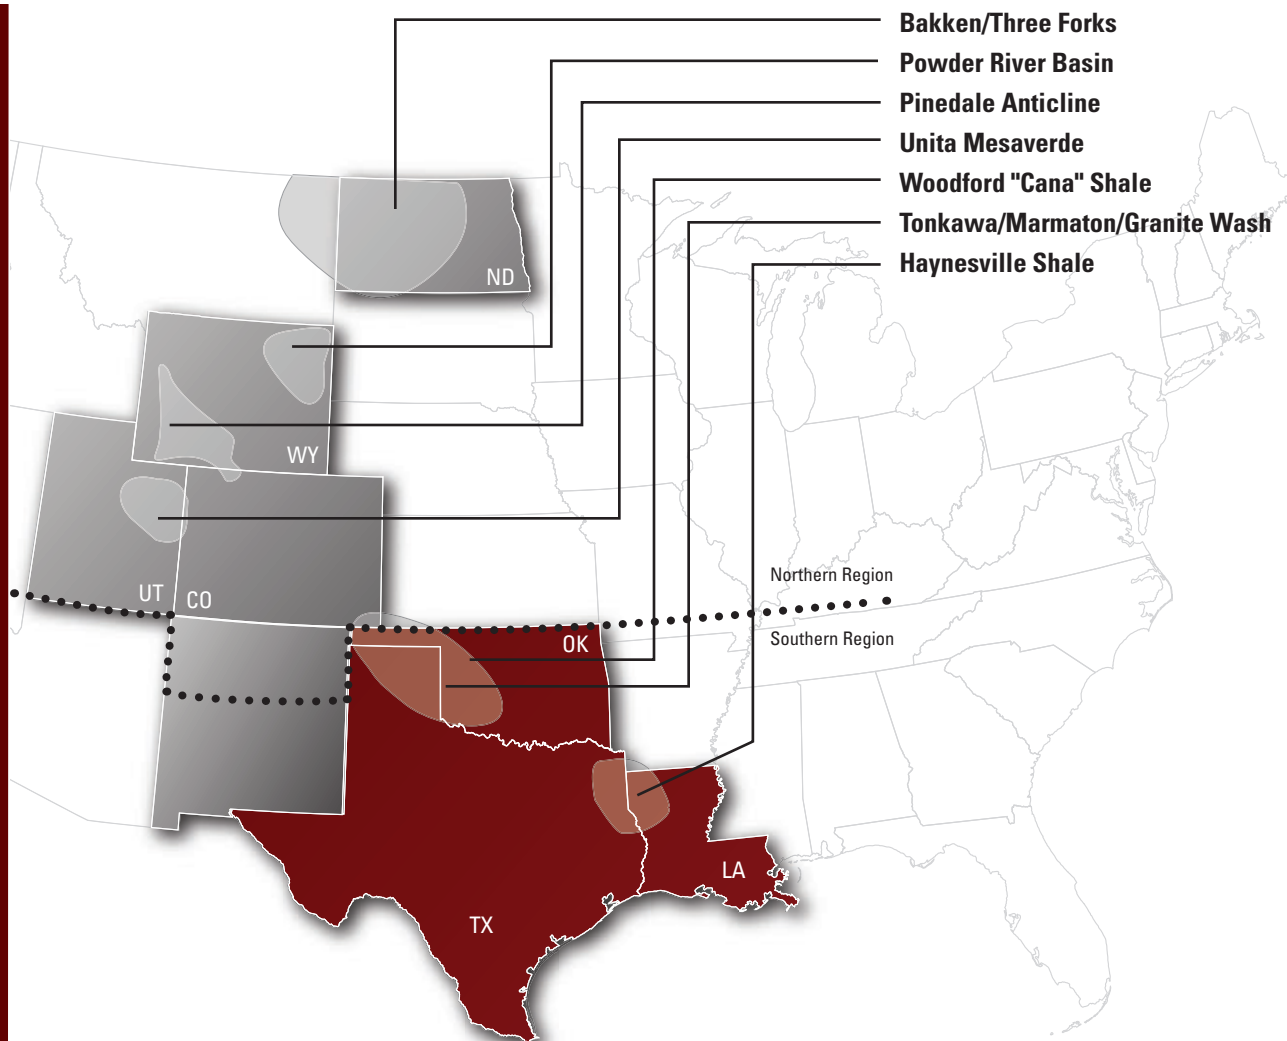 Bakken/Three Forks
Powder River Basin
Pinedale Anticline
Unita Mesaverde
Woodford "Cana" Shale
Tonkawa/Marmaton/Granite Wash
Haynesville Shale
ND
WY
UT
CO
Northern Region
Southern Region
OK
LA
TX